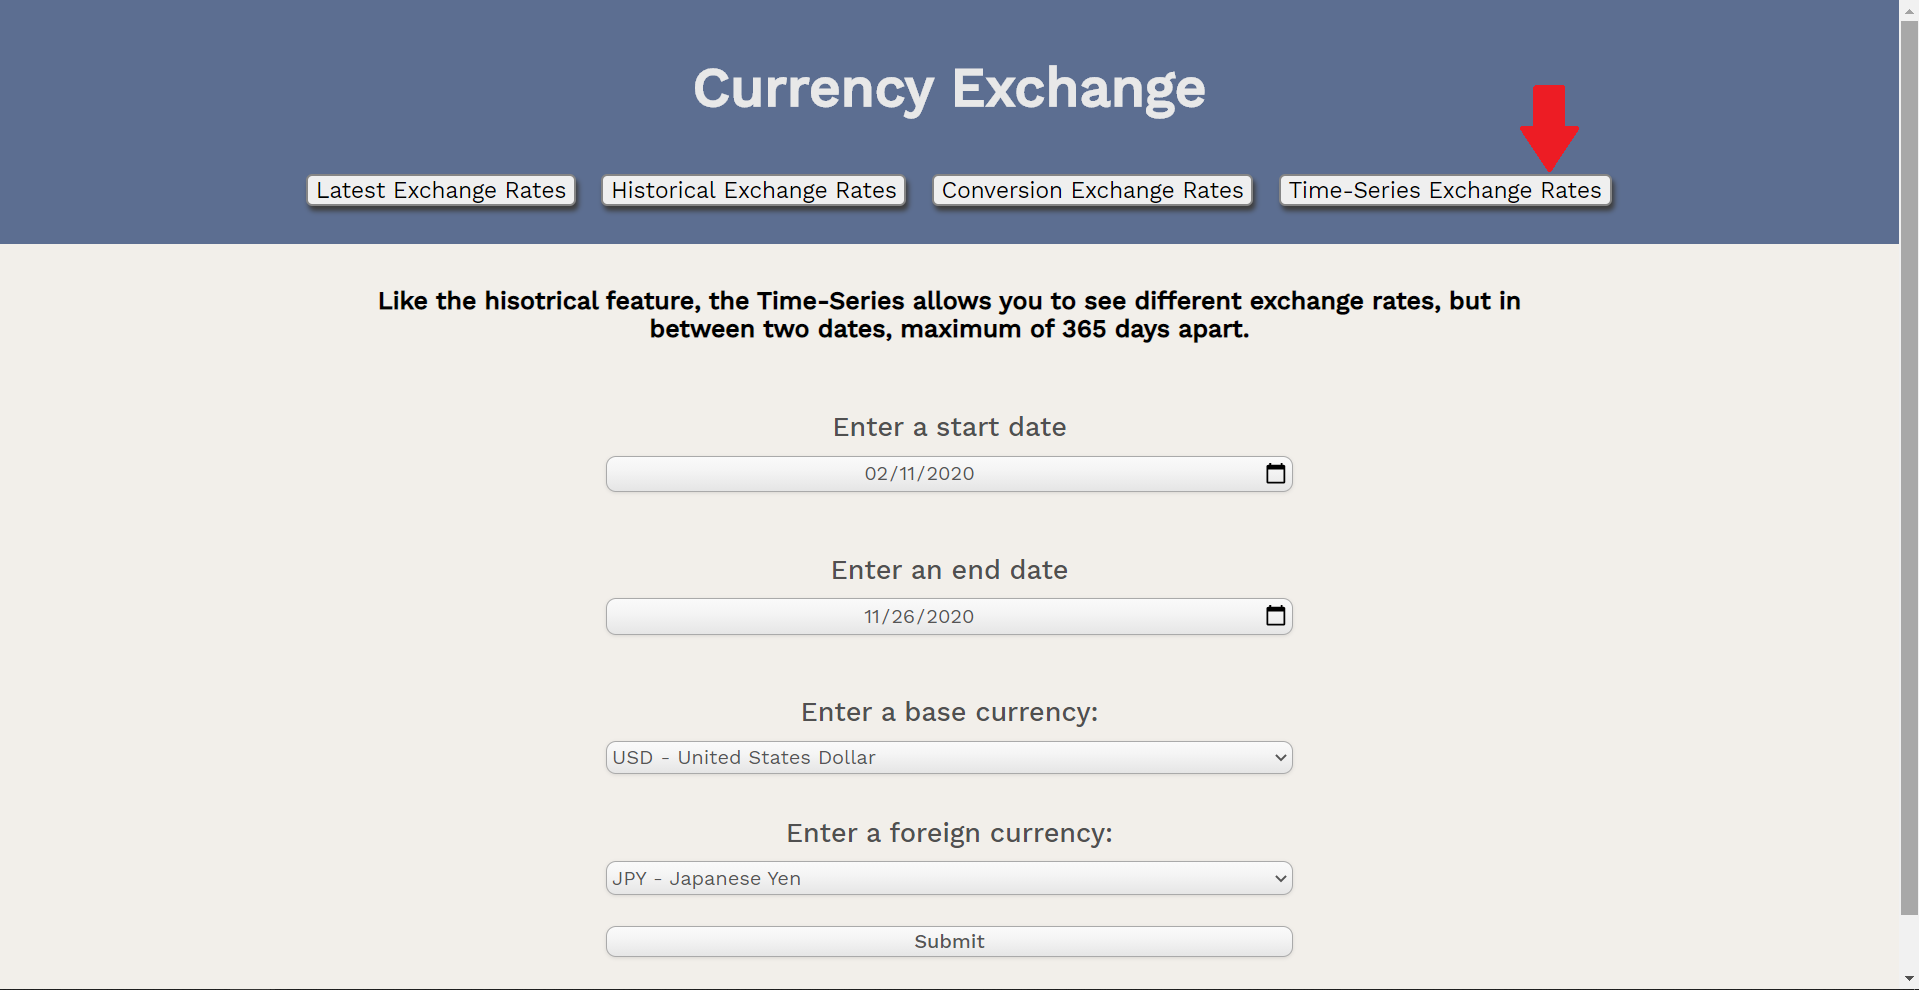 Currency Exchange
Latest Exchange Rates
Historical Exchange Rates
Conversion Exchange Rates
Time-Series Exchange Rates
Like the hisotrical feature, the Time-Series allows you to see different exchange rates, but in
between two dates, maximum of 365 days apart.
Enter a start date
02/11/2020
Enter an end date
11/26/2020
Enter a base currency:
USD - United States Dollar
Enter a foreign currency:
JPY - Japanese Yen
Submit